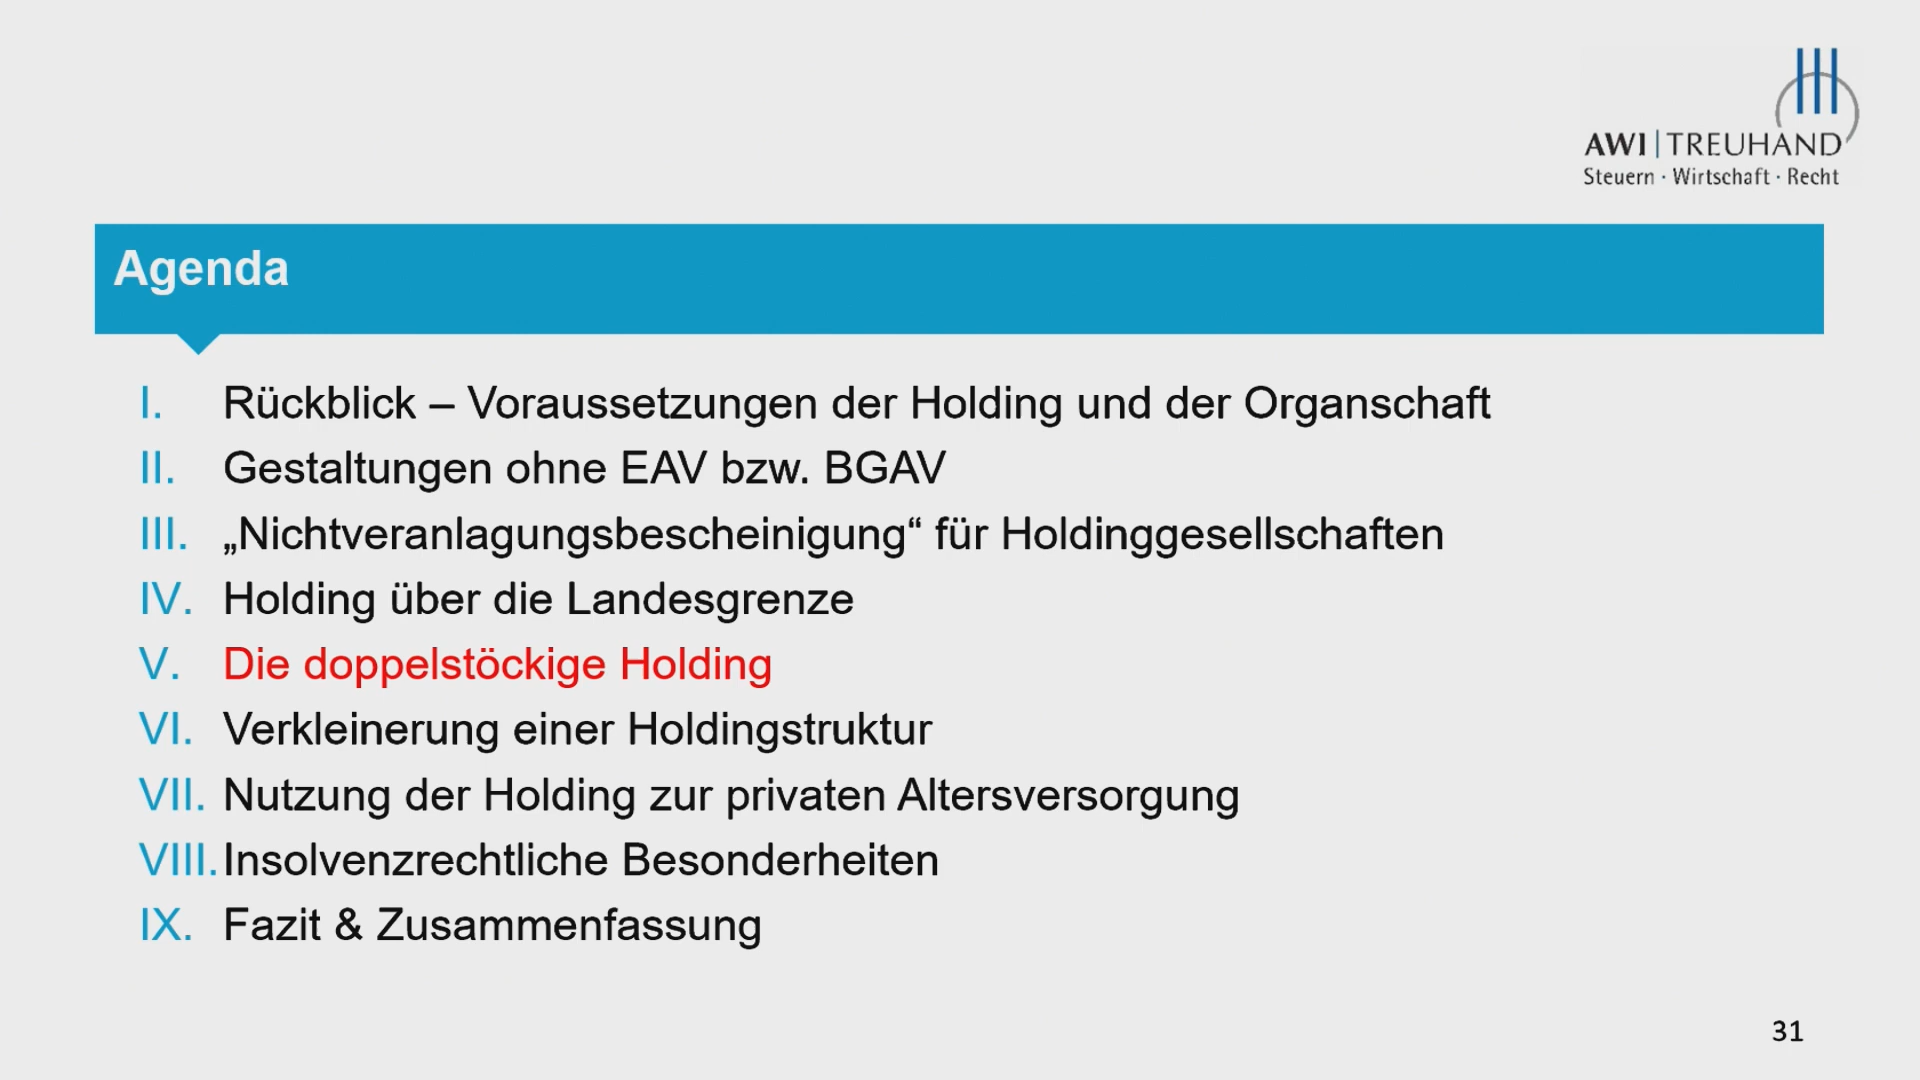 AWI|TREUHAND
Steuern · Wirtschaft · Recht
Agenda
I. Rückblick – Voraussetzungen der Holding und der Organschaft
II. Gestaltungen ohne EAV bzw. BGAV
III. „Nichtveranlagungsbescheinigung“ für Holdinggesellschaften
IV. Holding über die Landesgrenze
V. Die doppelstöckige Holding
VI. Verkleinerung einer Holdingstruktur
VII. Nutzung der Holding zur privaten Altersversorgung
VIII. Insolvenzrechtliche Besonderheiten
IX. Fazit & Zusammenfassung
31